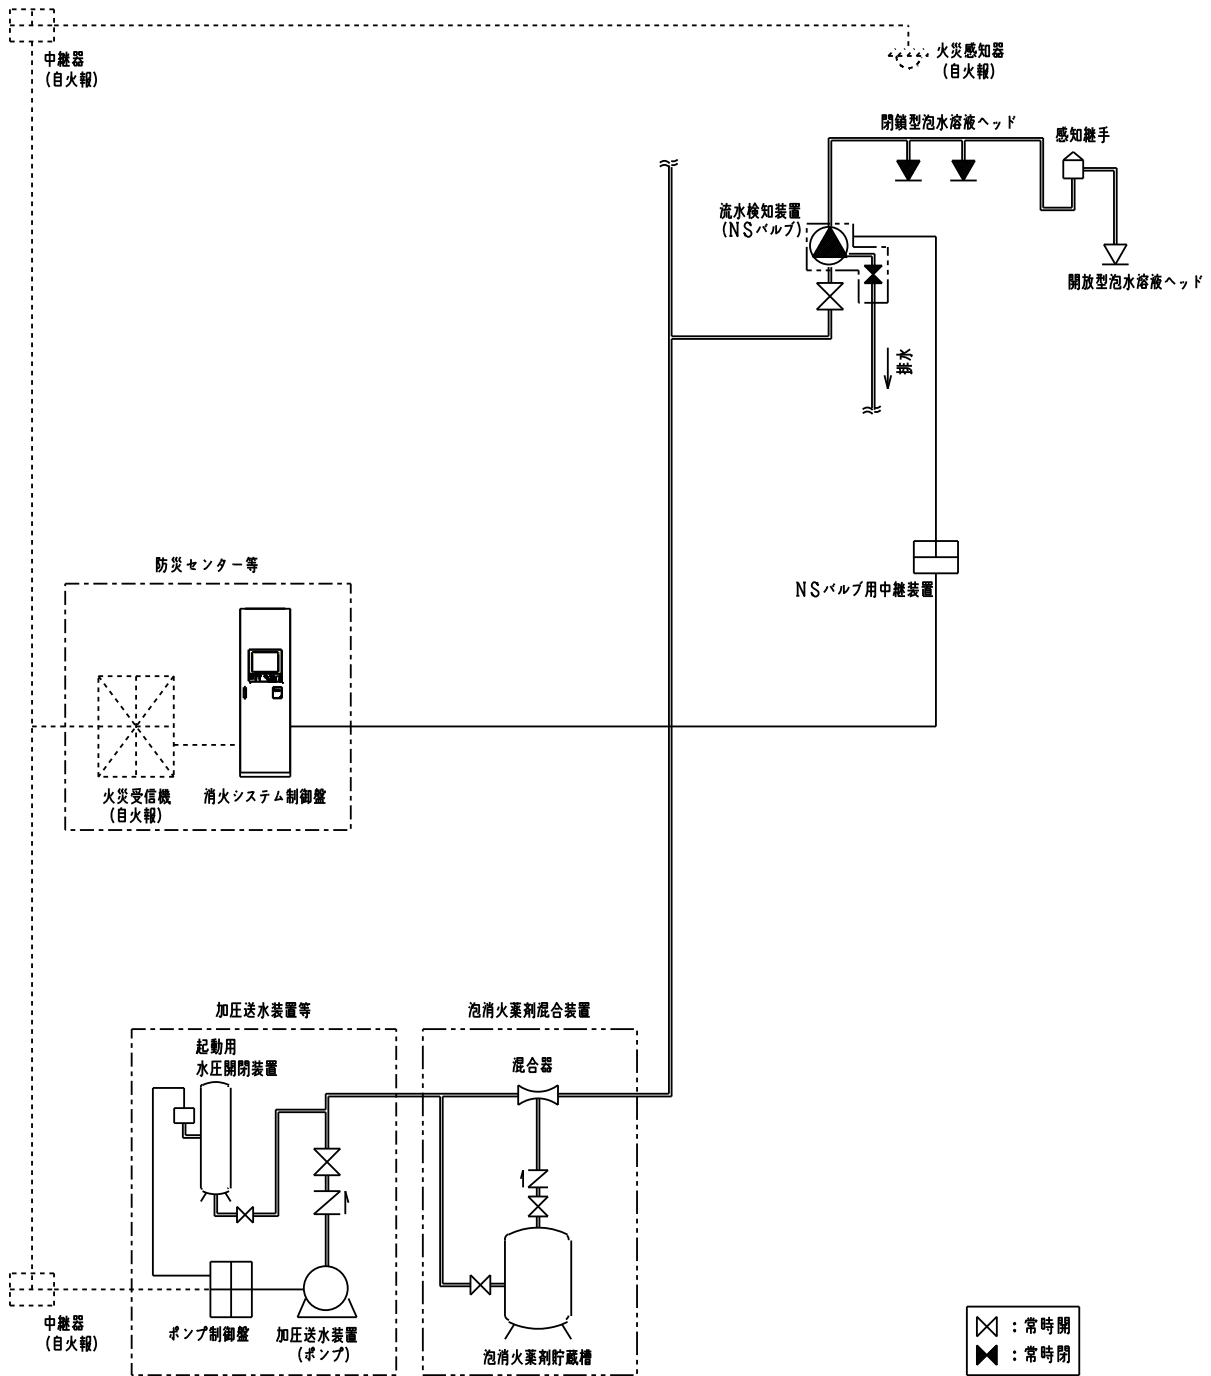 中継器
(自火報)
火災感知器
(自火報)
閉鎖型泡水溶液ヘッド
感知継手
流水検知装置
(NSバルブ)
開放型泡水溶液ヘッド
排水
防災センター等
NSバルブ用中継装置
火災受信機
(自火報)
消火システム制御盤
加圧送水装置等
泡消火薬剤混合装置
起動用
水圧開閉装置
混合器
中継器
(自火報)
ポンプ制御盤
加圧送水装置
(ポンプ)
泡消火薬剤貯蔵槽
：常時開
：常時閉